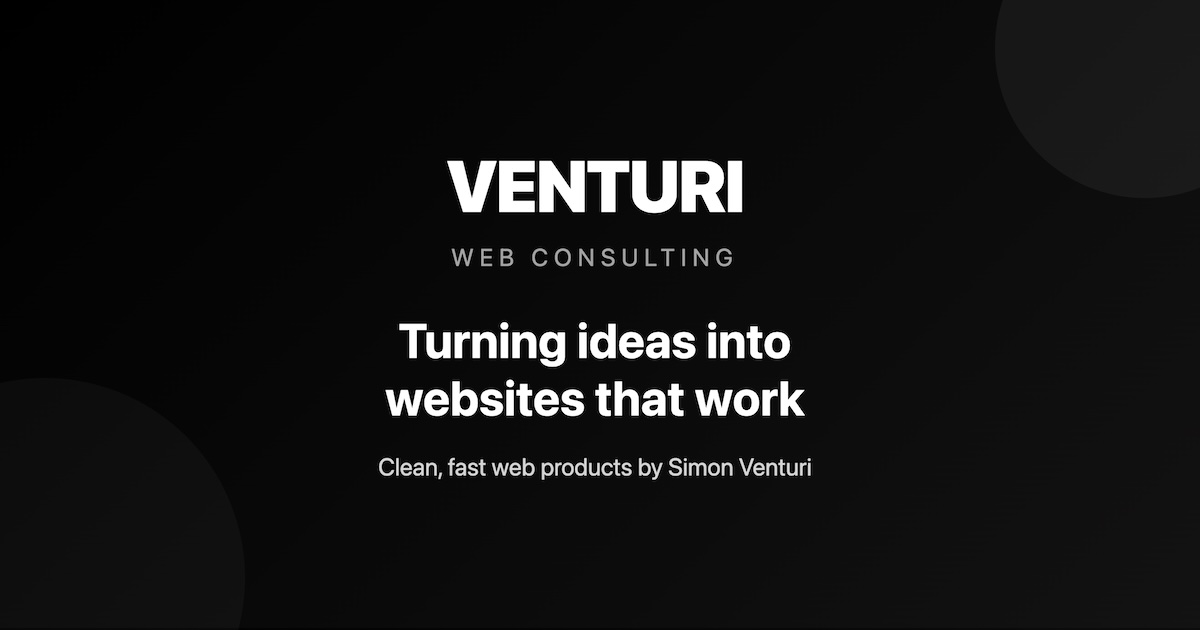 VENTURI
WEB CONSULTING
Turning ideas into
websites that work
Clean, fast web products by Simon Venturi